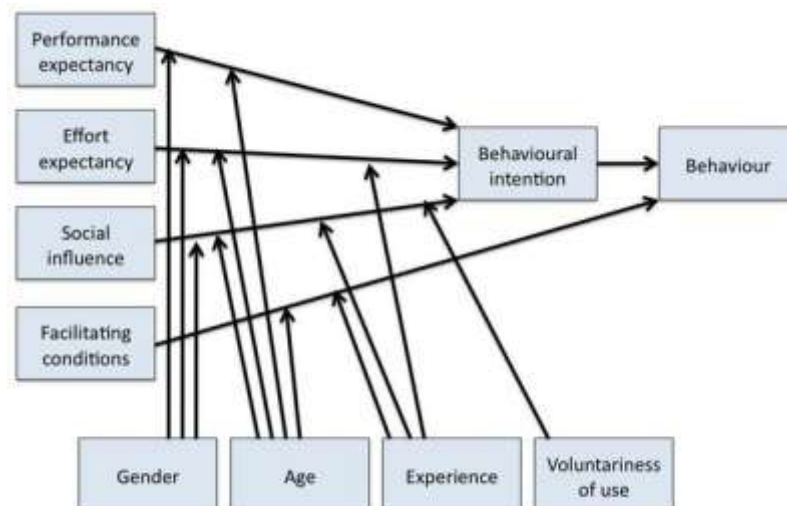 Performance
expectancy
Effort
expectancy
Social
influence
Facilitating
conditions
Behavioural
intention
Behaviour
Gender
Age
Experience
Voluntariness
of use